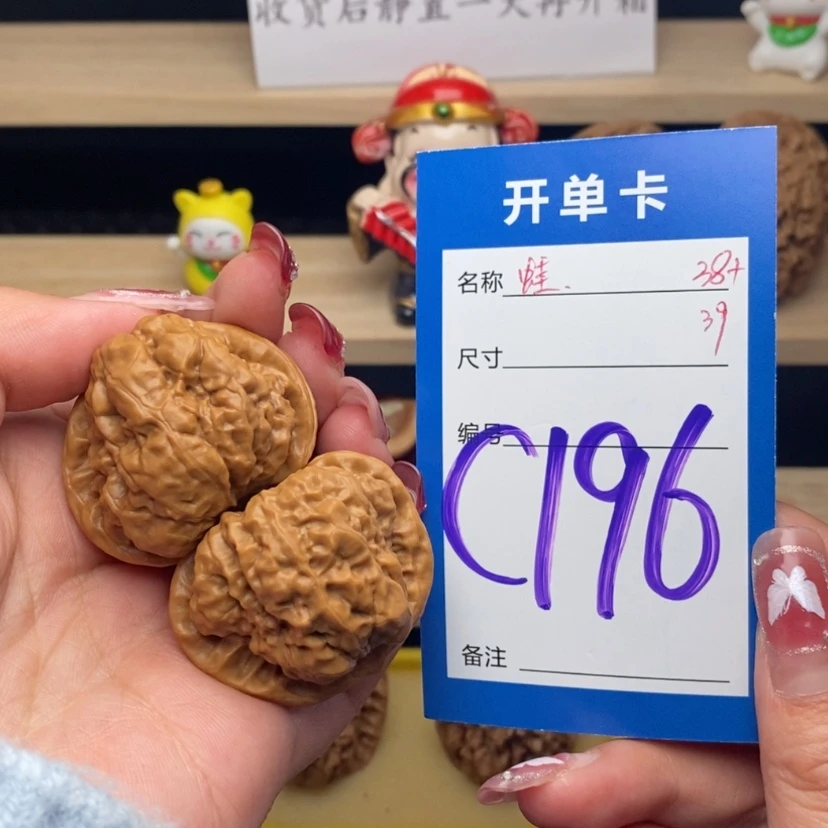 收货后静置一天再开箱
开单卡
名称 蛙. 38+
39
尺寸
编号 C196
备注